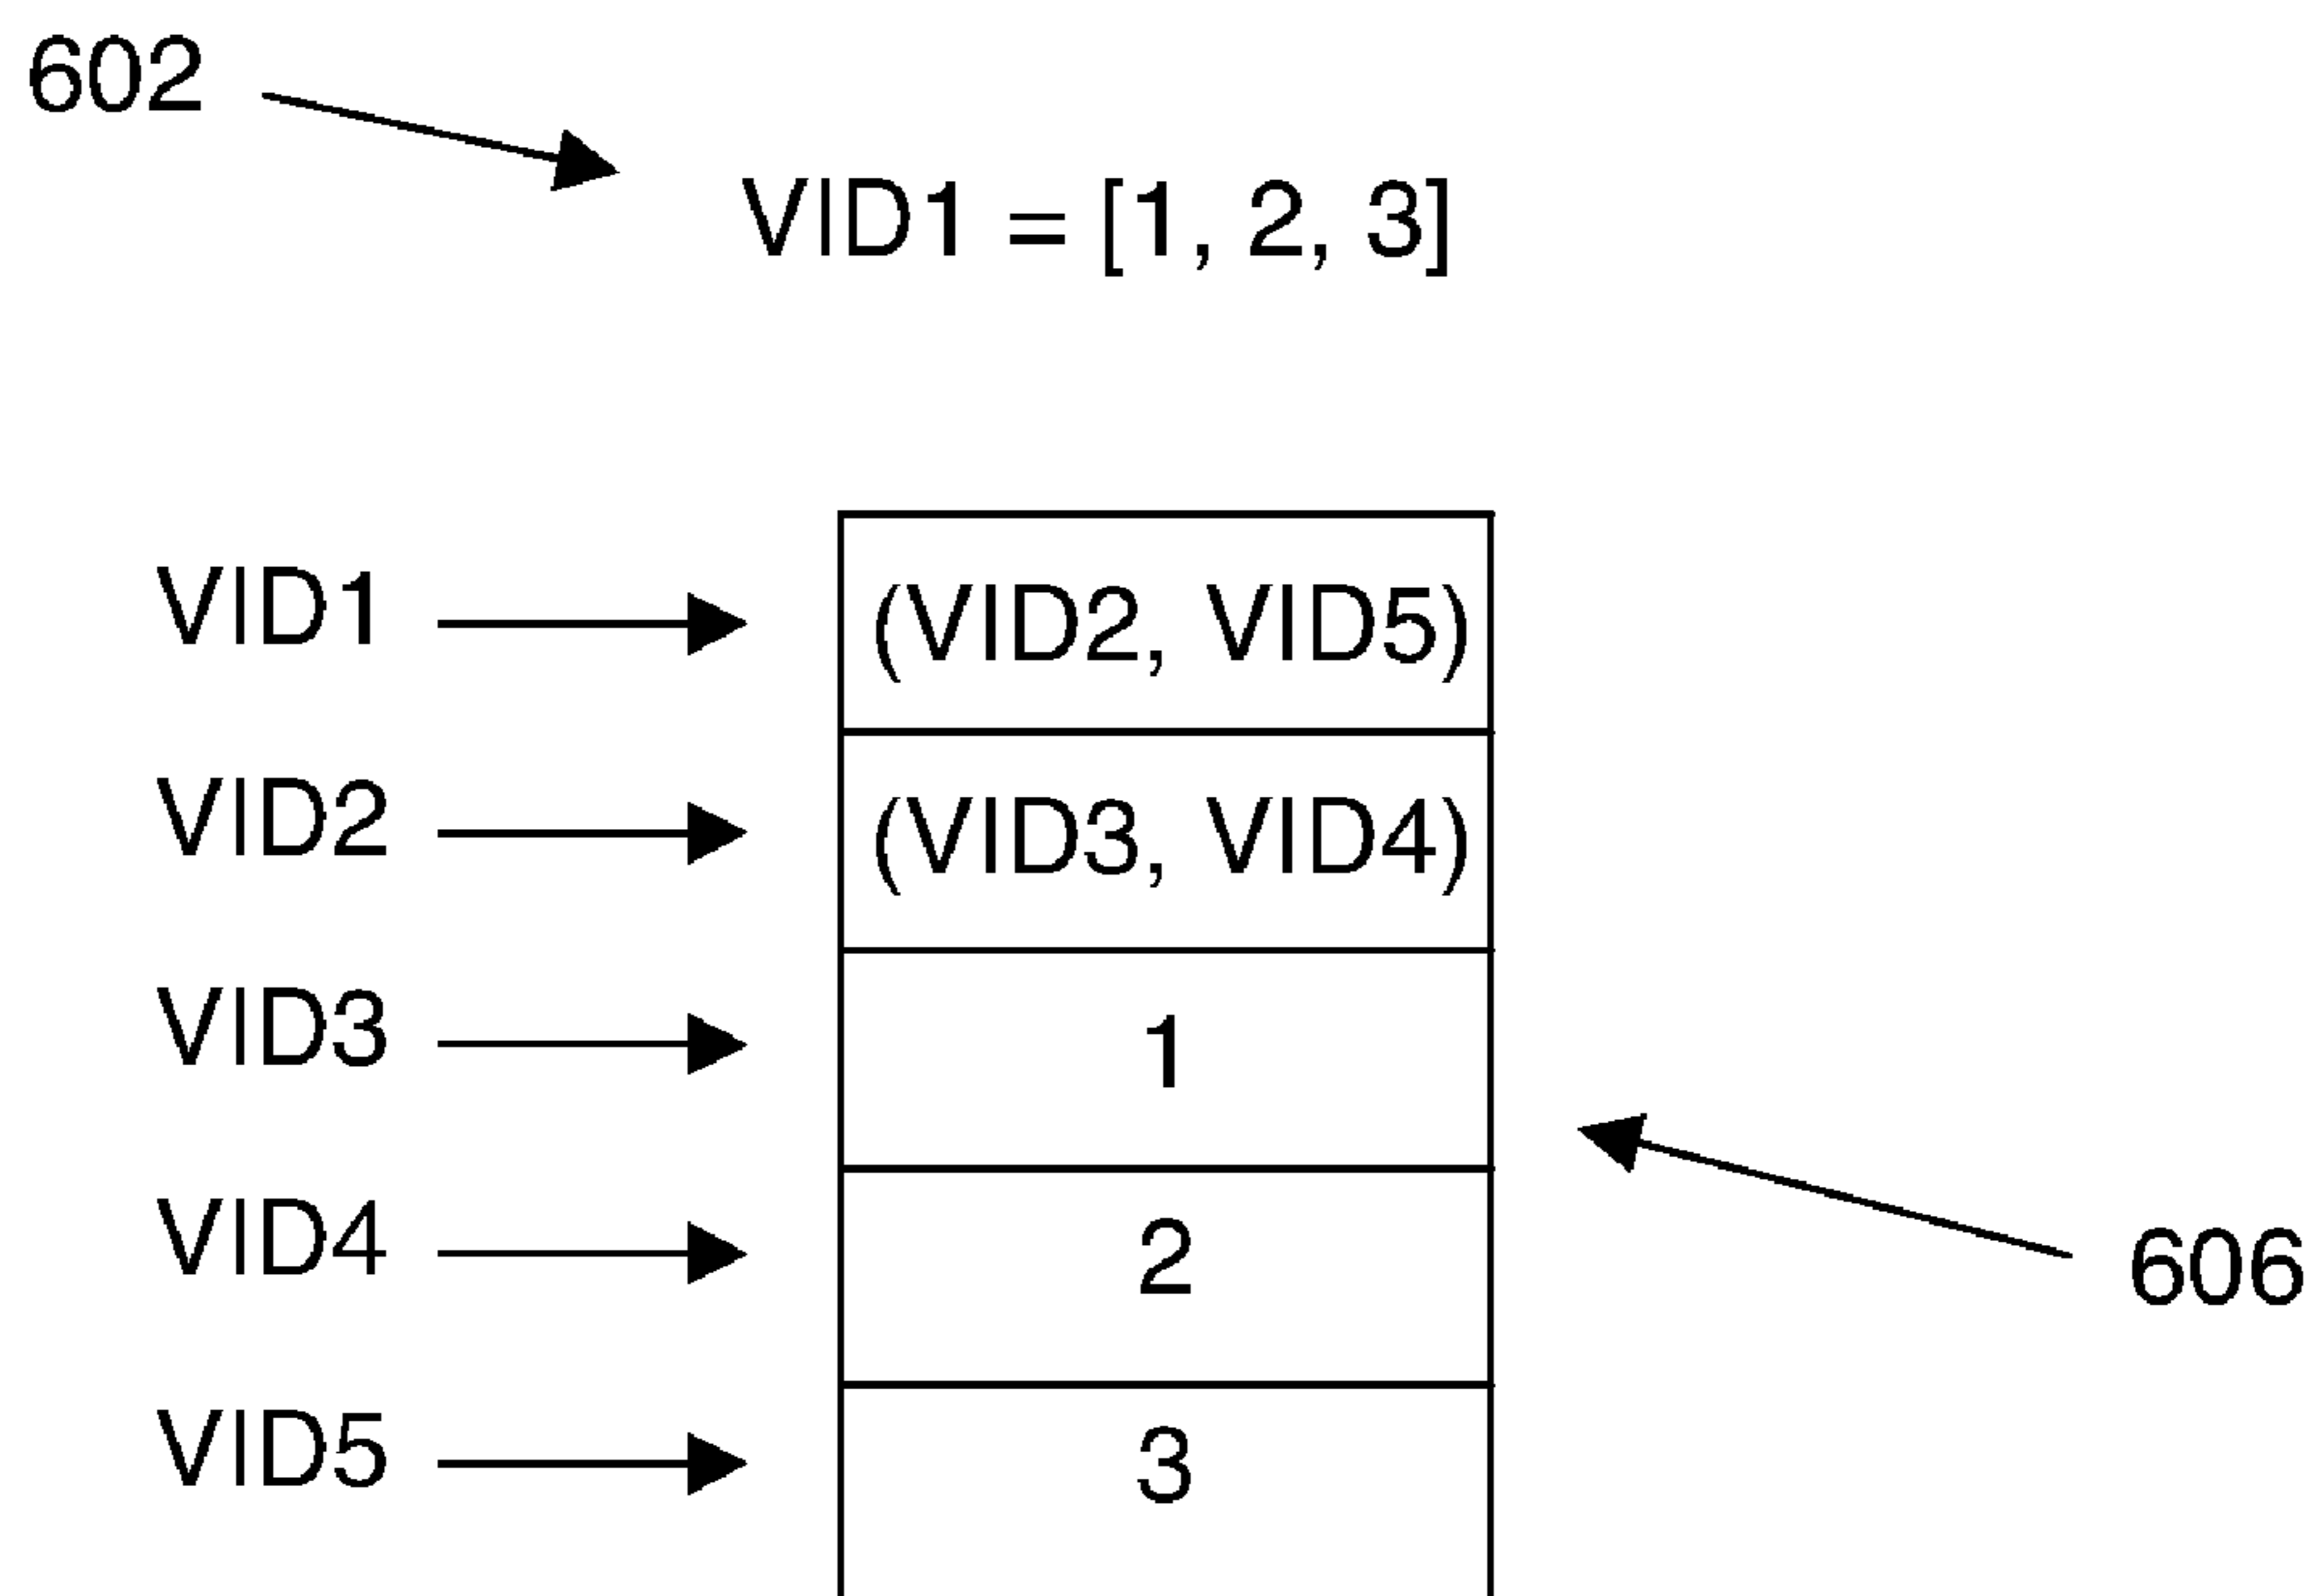 602
VID1 = [1, 2, 3]
VID1 (VID2, VID5)
VID2 (VID3, VID4)
VID3 1
VID4 2
606
VID5 3